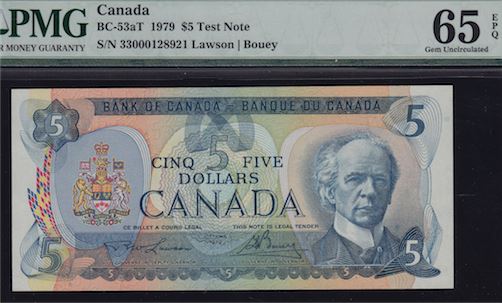 PMG
R MONEY GUARANTY
Canada
BC-53aT 1979 $5 Test Note
S/N 33000128921 Lawson | Bouey
65 EPQ
Gem Uncirculated
BANK OF CANADA – BANQUE DU CANADA
5 5
CINQ 5 FIVE
DOLLARS
CANADA
CE BILLET A COURS LÉGAL THIS NOTE IS LEGAL TENDER
5 5